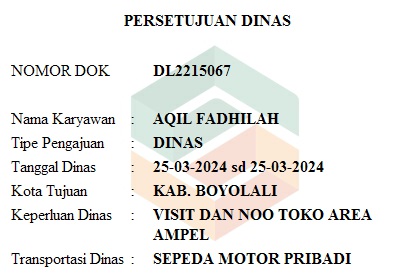 PERSETUJUAN DINAS
NOMOR DOK DL2215067
Nama Karyawan : AQIL FADHILAH
Tipe Pengajuan : DINAS
Tanggal Dinas : 25-03-2024 sd 25-03-2024
Kota Tujuan : KAB. BOYOLALI
Keperluan Dinas : VISIT DAN NOO TOKO AREA
AMPEL
Transportasi Dinas : SEPEDA MOTOR PRIBADI